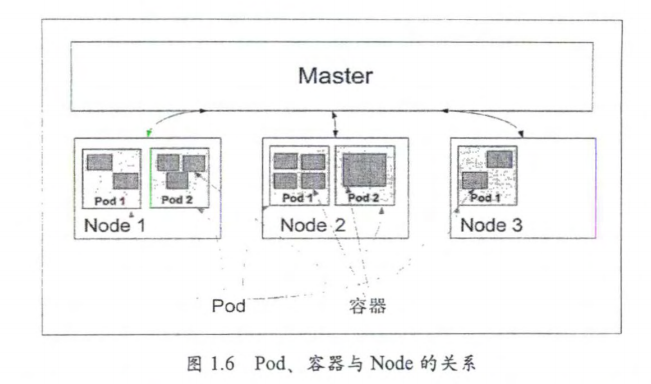 Master
Pod 1
Pod 2
Node 1
Pod 1
Pod 2
Node 2
Pod 1
Node 3
Pod
容器
图 1.6 Pod、容器与 Node 的关系